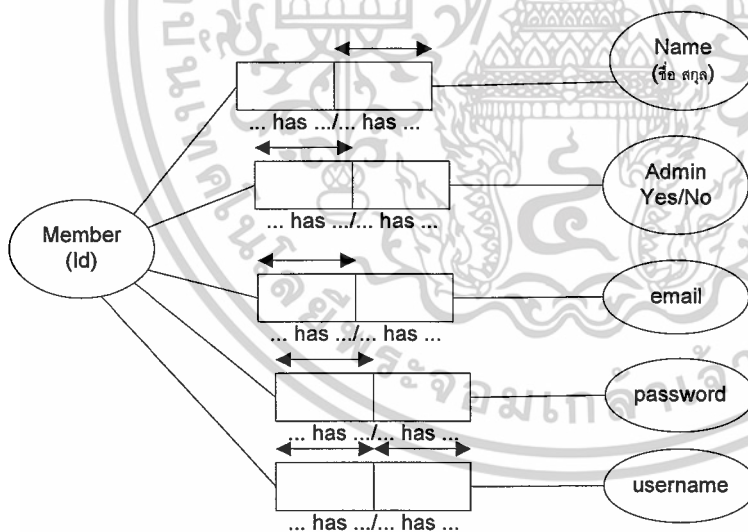 Name
(ชื่อ สกุล)
... has .../... has ...
Admin
Yes/No
... has .../... has ...
Member
(Id)
email
... has .../... has ...
password
... has .../... has ...
username
... has .../... has ...